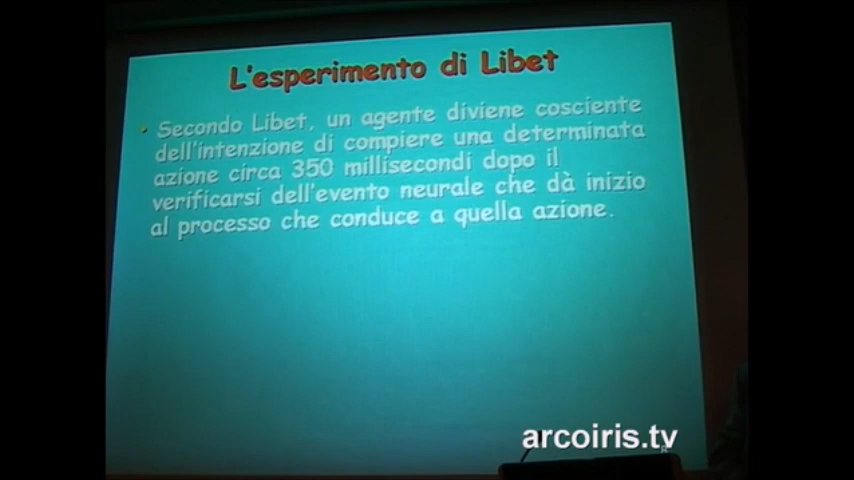 L'esperimento di Libet
Secondo Libet, un agente diviene cosciente
dell'intenzione di compiere una determinata
azione circa 350 millisecondi dopo il
verificarsi dell'evento neurale che dà inizio
al processo che conduce a quella azione.
arcoiris.tv